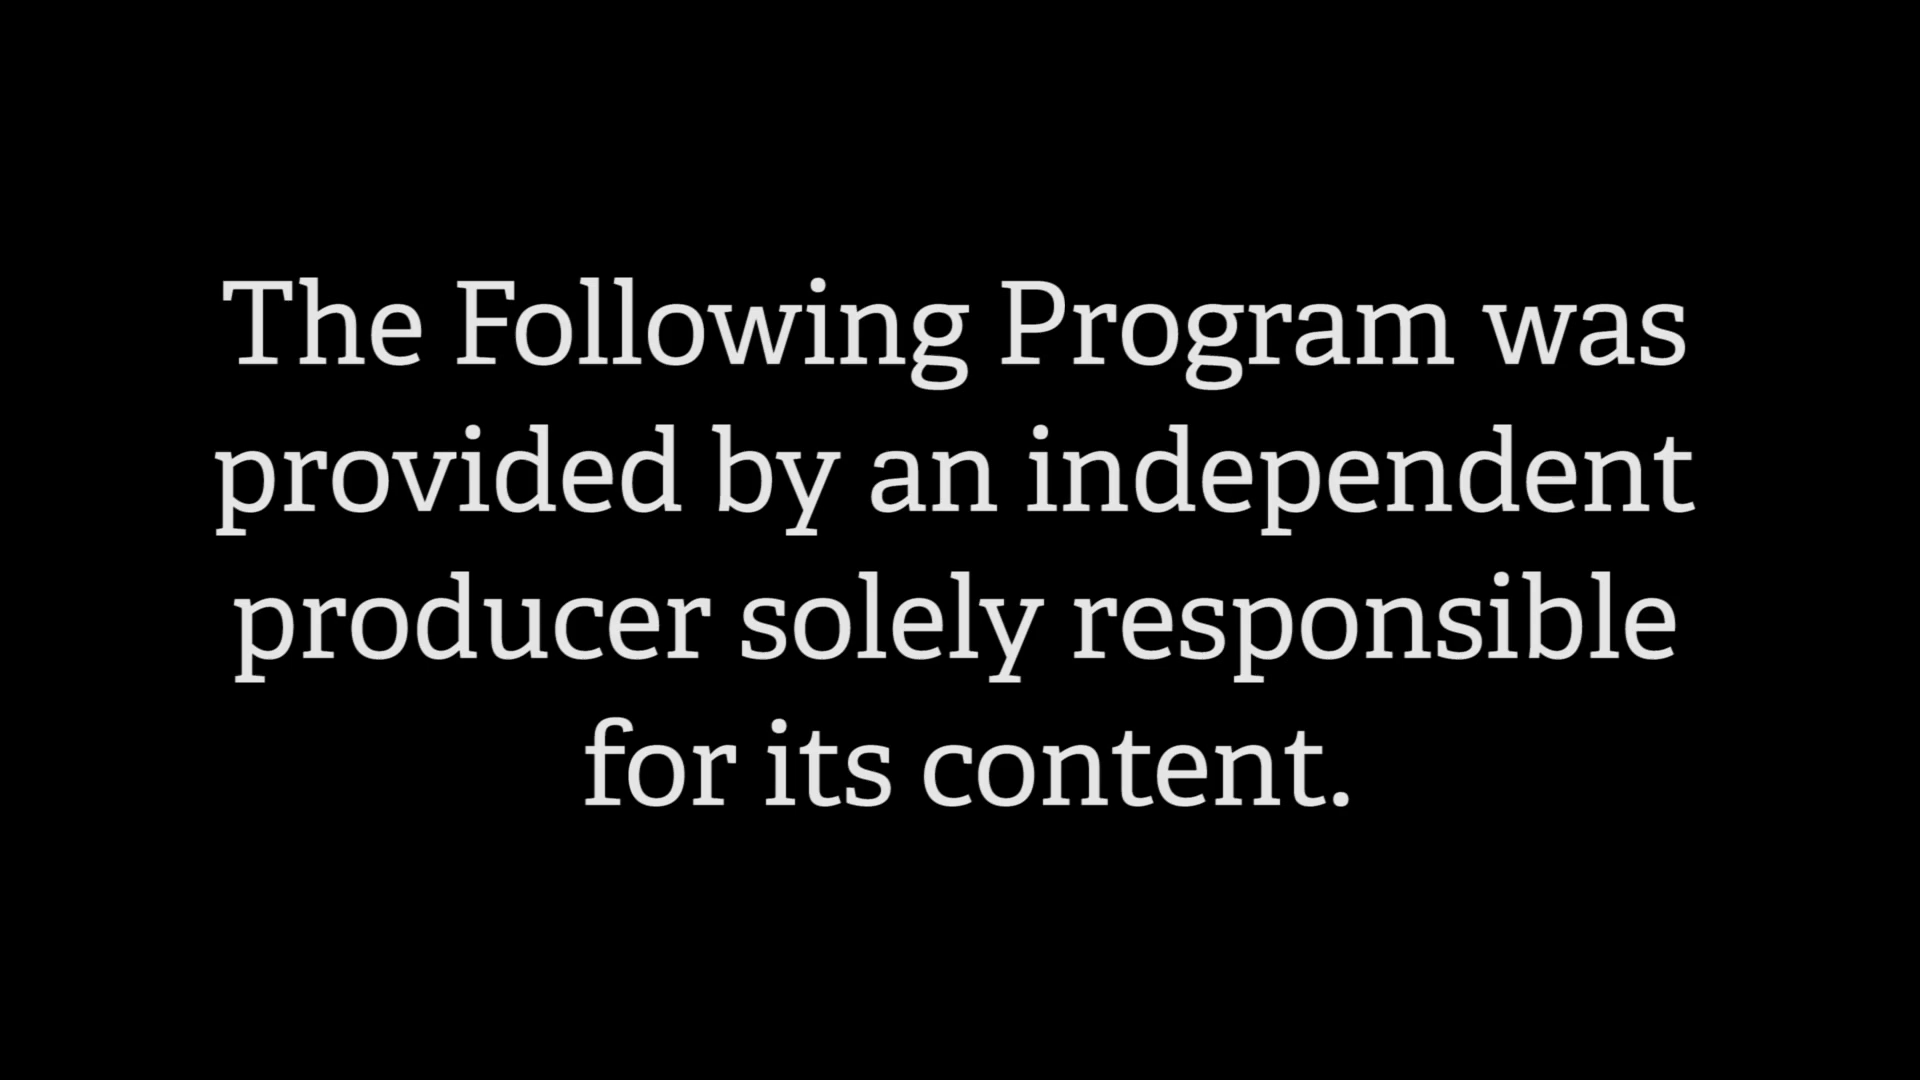 The Following Program was
provided by an independent
producer solely responsible
for its content.